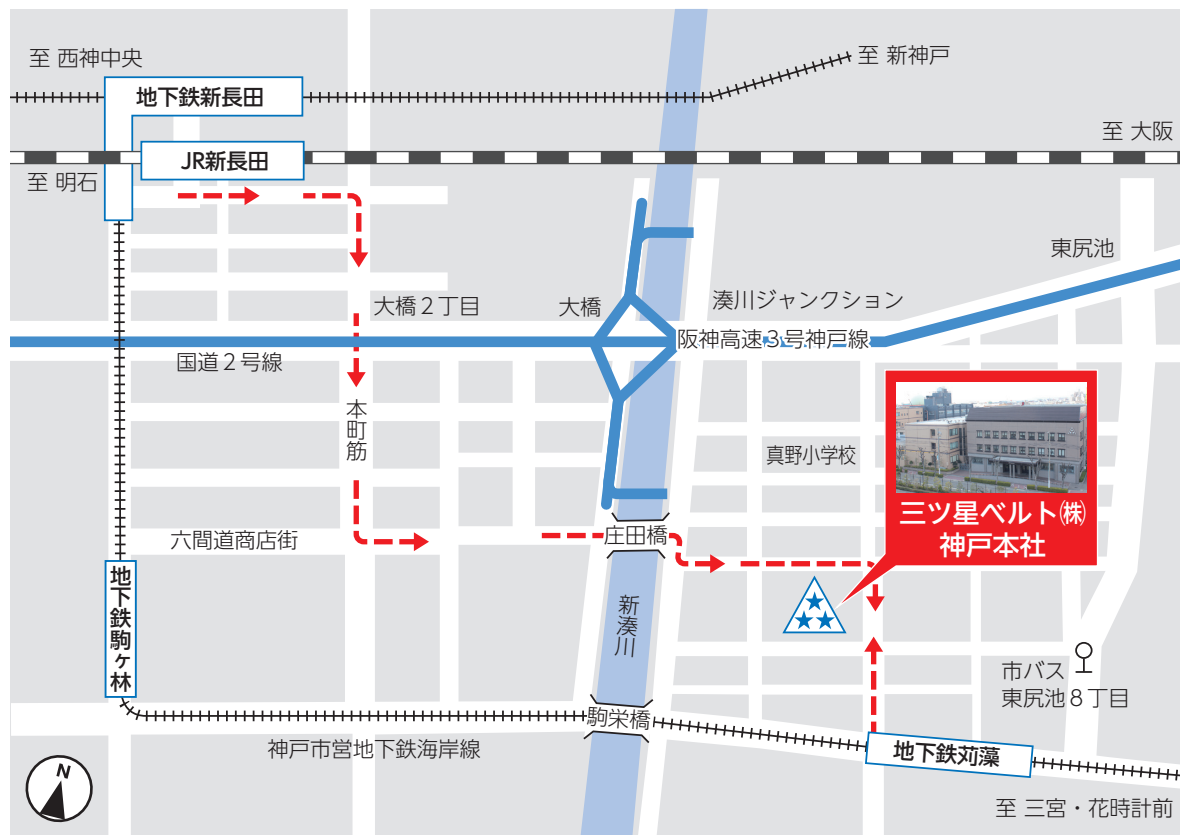 至 西神中央
至 新神戸
地下鉄新長田
至 大阪
JR新長田
至 明石
東尻池
大橋２丁目
大橋
湊川ジャンクション
阪神高速３号神戸線
国道２号線
本町筋
真野小学校
三ツ星ベルト㈱
神戸本社
六間道商店街
庄田橋
地下鉄駒ヶ林
新湊川
市バス
東尻池８丁目
駒栄橋
神戸市営地下鉄海岸線
地下鉄苅藻
N
至 三宮・花時計前